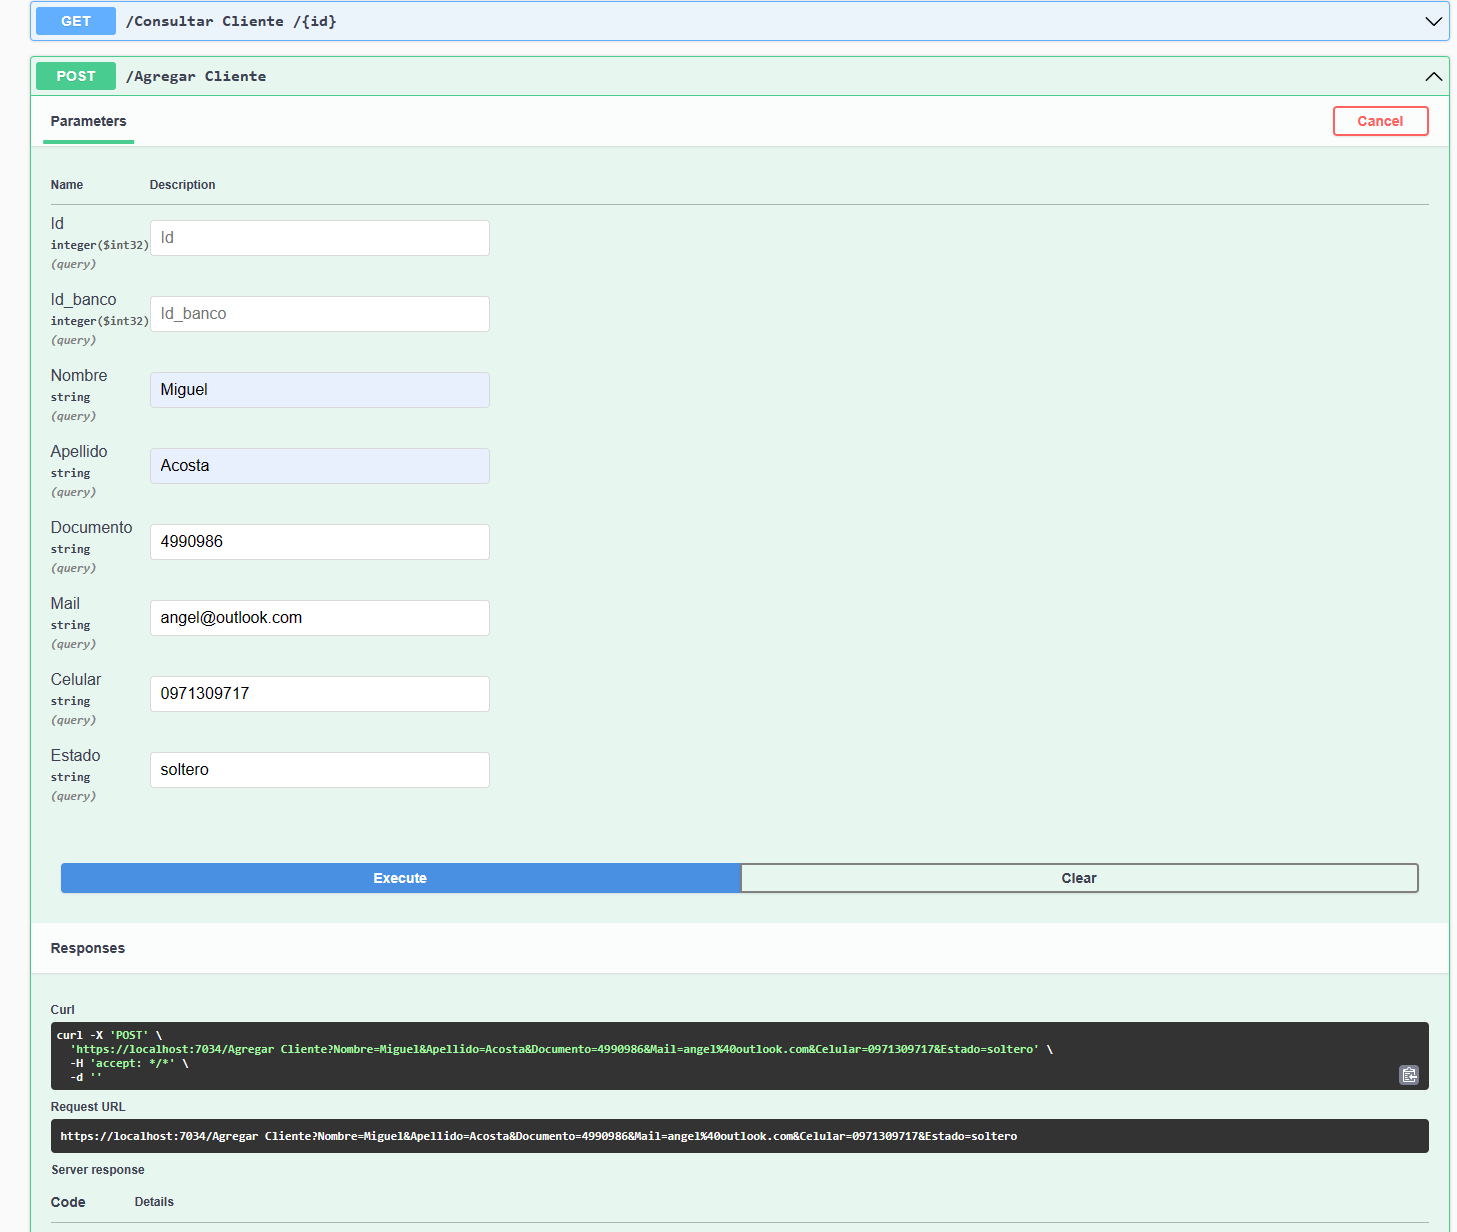 GET /Consultar Cliente /{id}
POST /Agregar Cliente
Parameters
Cancel
Name Description
Id
integer($int32)
(query)
Id
Id_banco
integer($int32)
(query)
Id_banco
Nombre
string
(query)
Miguel
Apellido
string
(query)
Acosta
Documento
string
(query)
4990986
Mail
string
(query)
angel@outlook.com
Celular
string
(query)
0971309717
Estado
string
(query)
soltero
Execute Clear
Responses
Curl
curl -X 'POST' \
'https://localhost:7034/Agregar Cliente?Nombre=Miguel&Apellido=Acosta&Documento=4990986&Mail=angel%40outlook.com&Celular=0971309717&Estado=soltero' \
-H 'accept: */*' \
-d ''
Request URL
https://localhost:7034/Agregar Cliente?Nombre=Miguel&Apellido=Acosta&Documento=4990986&Mail=angel%40outlook.com&Celular=0971309717&Estado=soltero
Server response
Code Details